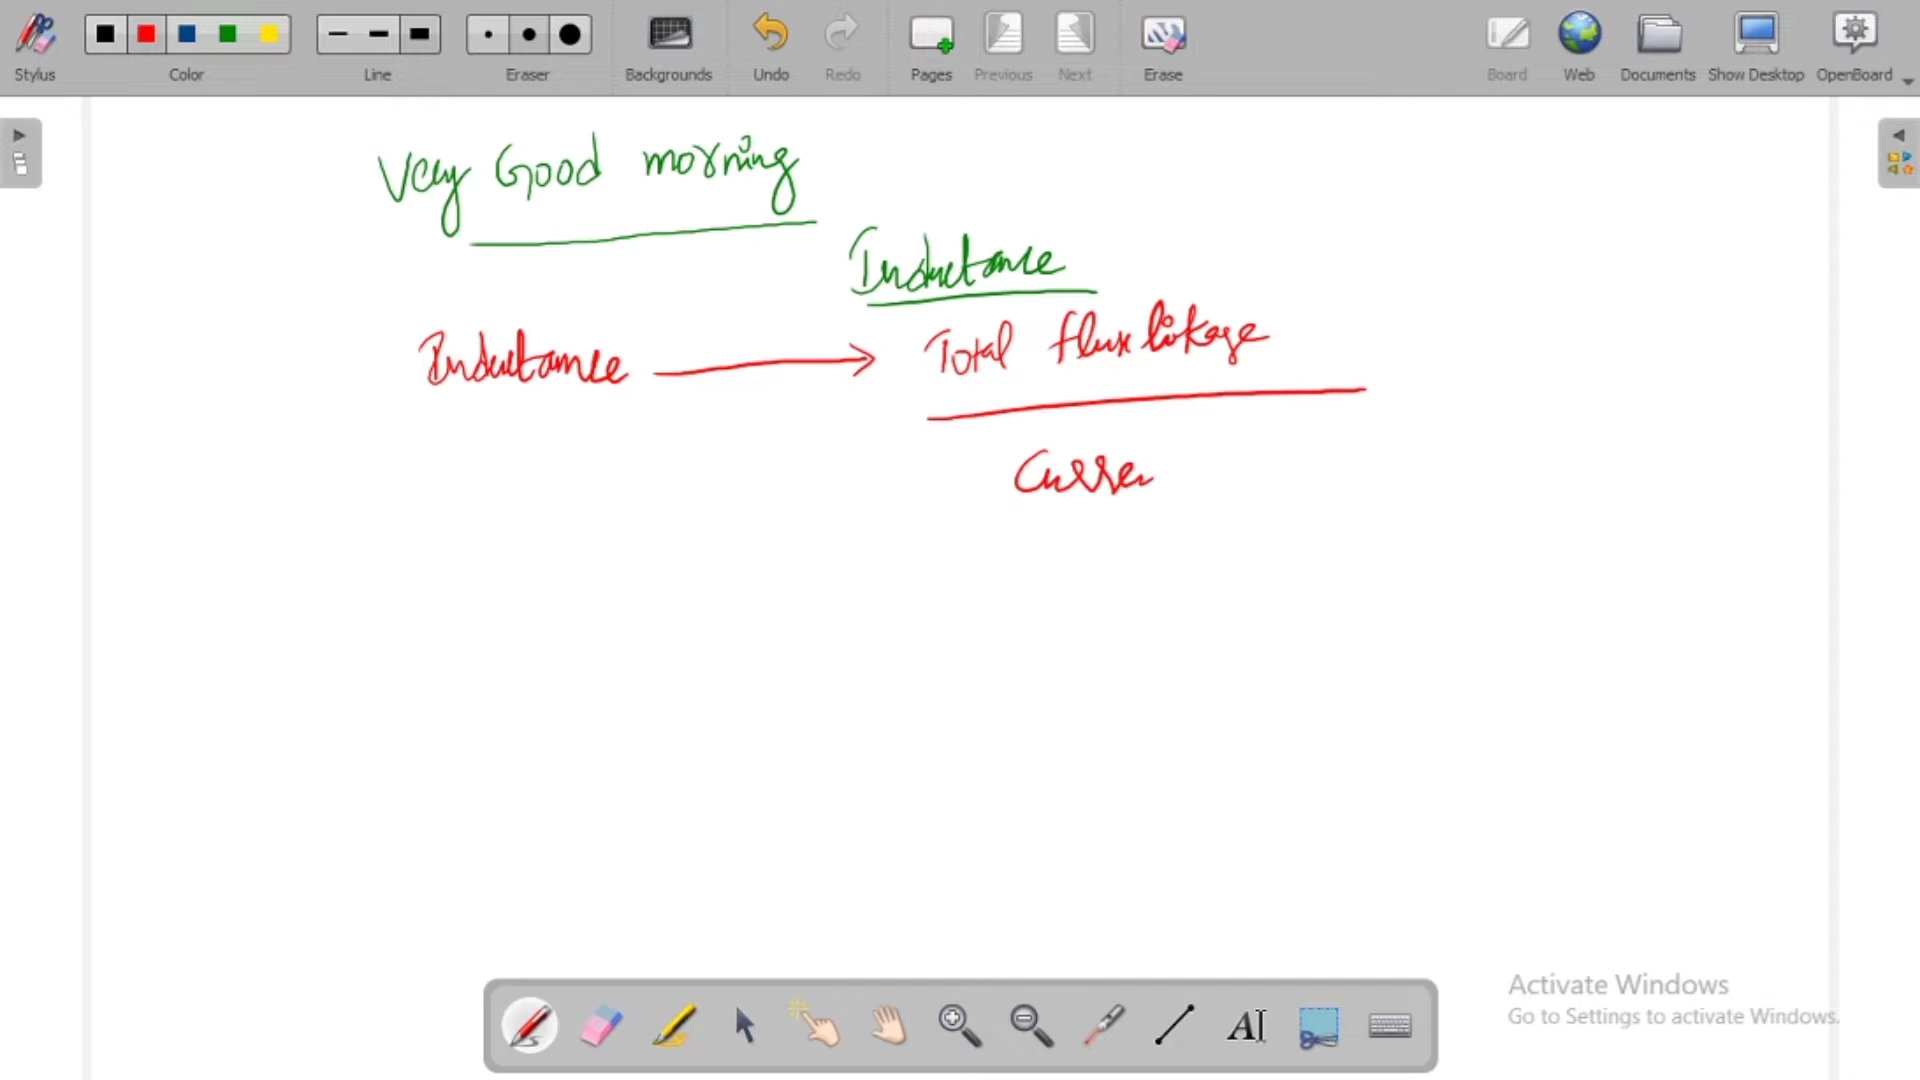 Stylus Color Line Eraser Backgrounds Undo Redo Pages Previous Next Erase Board Web Documents Show Desktop OpenBoard
Very Good morning
Inductance
Inductance → Total flux linkage
Curre
Activate Windows
Go to Settings to activate Windows.